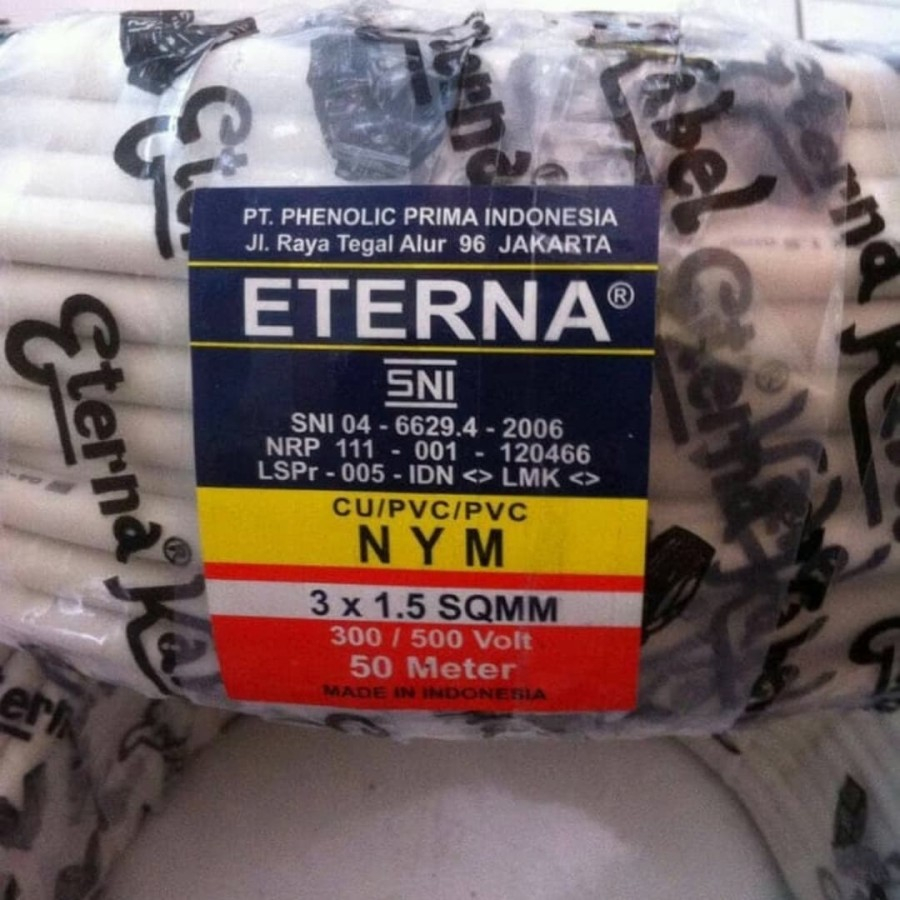 PT. PHENOLIC PRIMA INDONESIA
Jl. Raya Tegal Alur 96 JAKARTA
ETERNA®
SNI
SNI 04 - 6629.4 - 2006
NRP 111 - 001 - 120466
LSPr - 005 - IDN <> LMK <>
CU/PVC/PVC
NYM
3 x 1.5 SQMM
300 / 500 Volt
50 Meter
MADE IN INDONESIA
Eterna®
Eterna